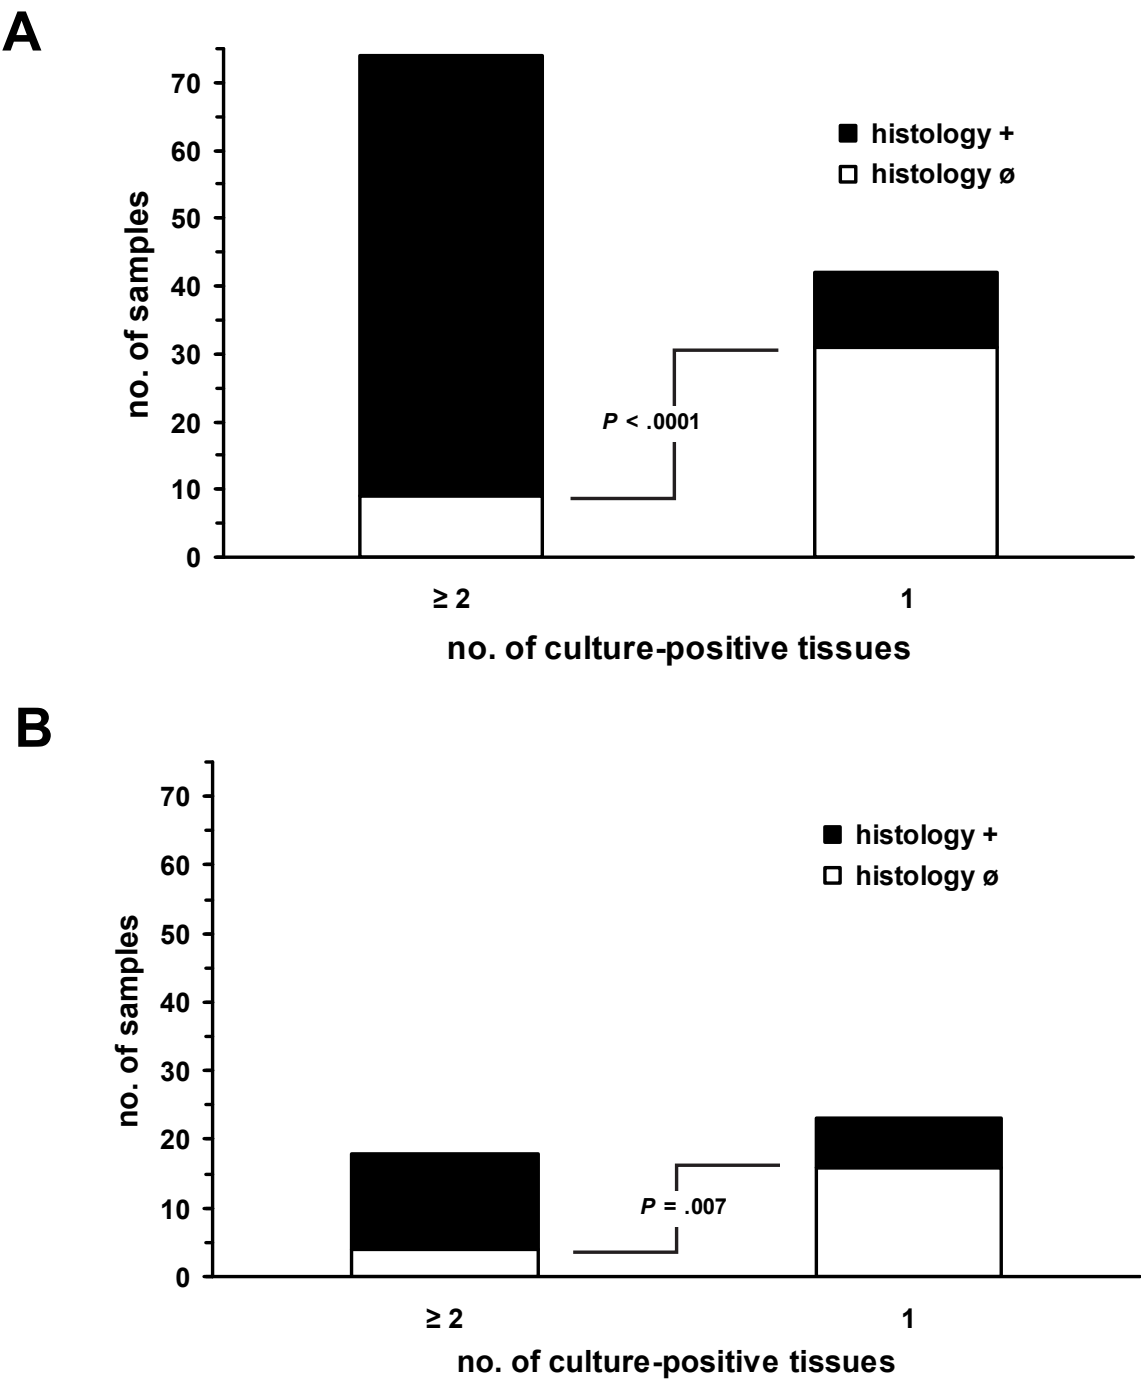 A
70
60
50
40
30
20
10
0
no. of samples
histology +
histology ø
P < .0001
≥ 2
1
no. of culture-positive tissues
B
70
60
50
40
30
20
10
0
no. of samples
histology +
histology ø
P = .007
≥ 2
1
no. of culture-positive tissues